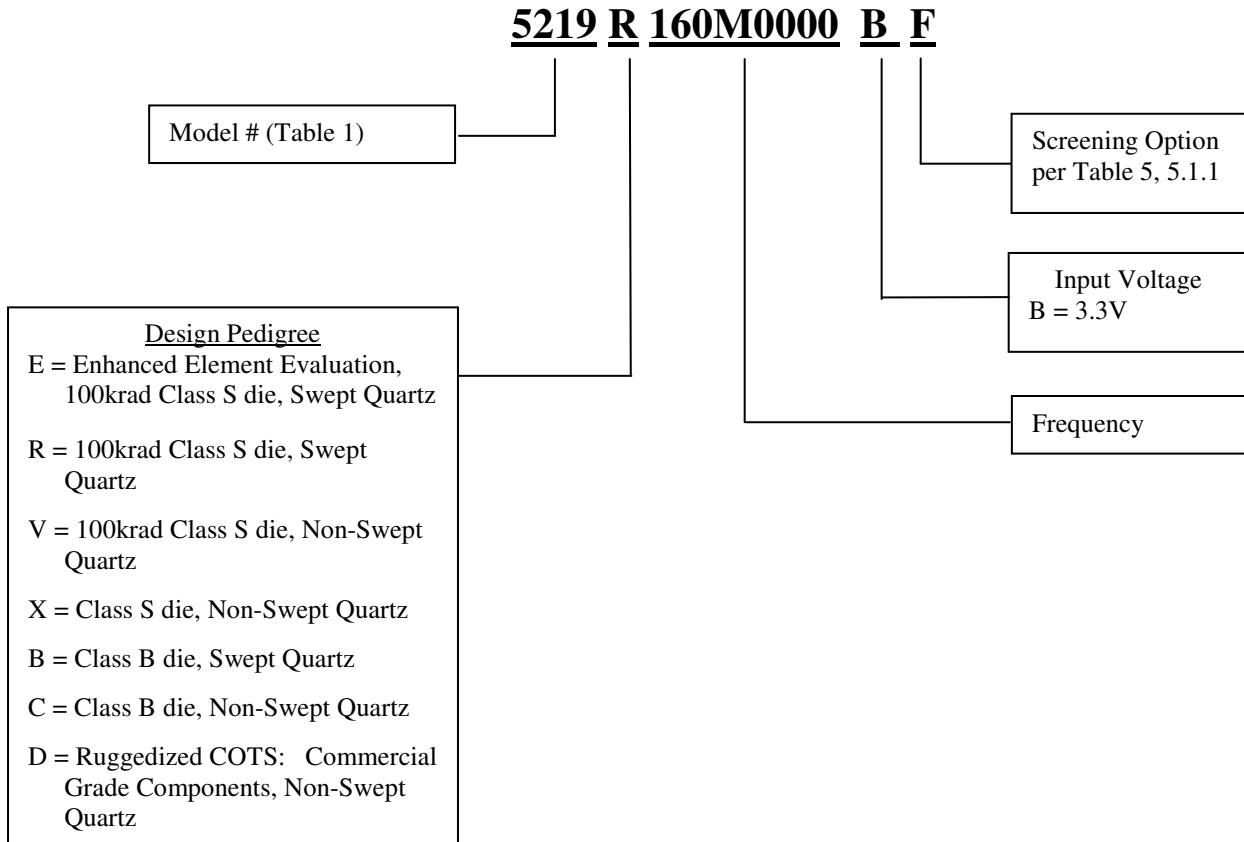 5219 R 160M0000 B F
Model # (Table 1)
Screening Option
per Table 5, 5.1.1
Input Voltage
B = 3.3V
Frequency
Design Pedigree
E = Enhanced Element Evaluation,
100krad Class S die, Swept Quartz
R = 100krad Class S die, Swept
Quartz
V = 100krad Class S die, Non-Swept
Quartz
X = Class S die, Non-Swept Quartz
B = Class B die, Swept Quartz
C = Class B die, Non-Swept Quartz
D = Ruggedized COTS: Commercial
Grade Components, Non-Swept
Quartz